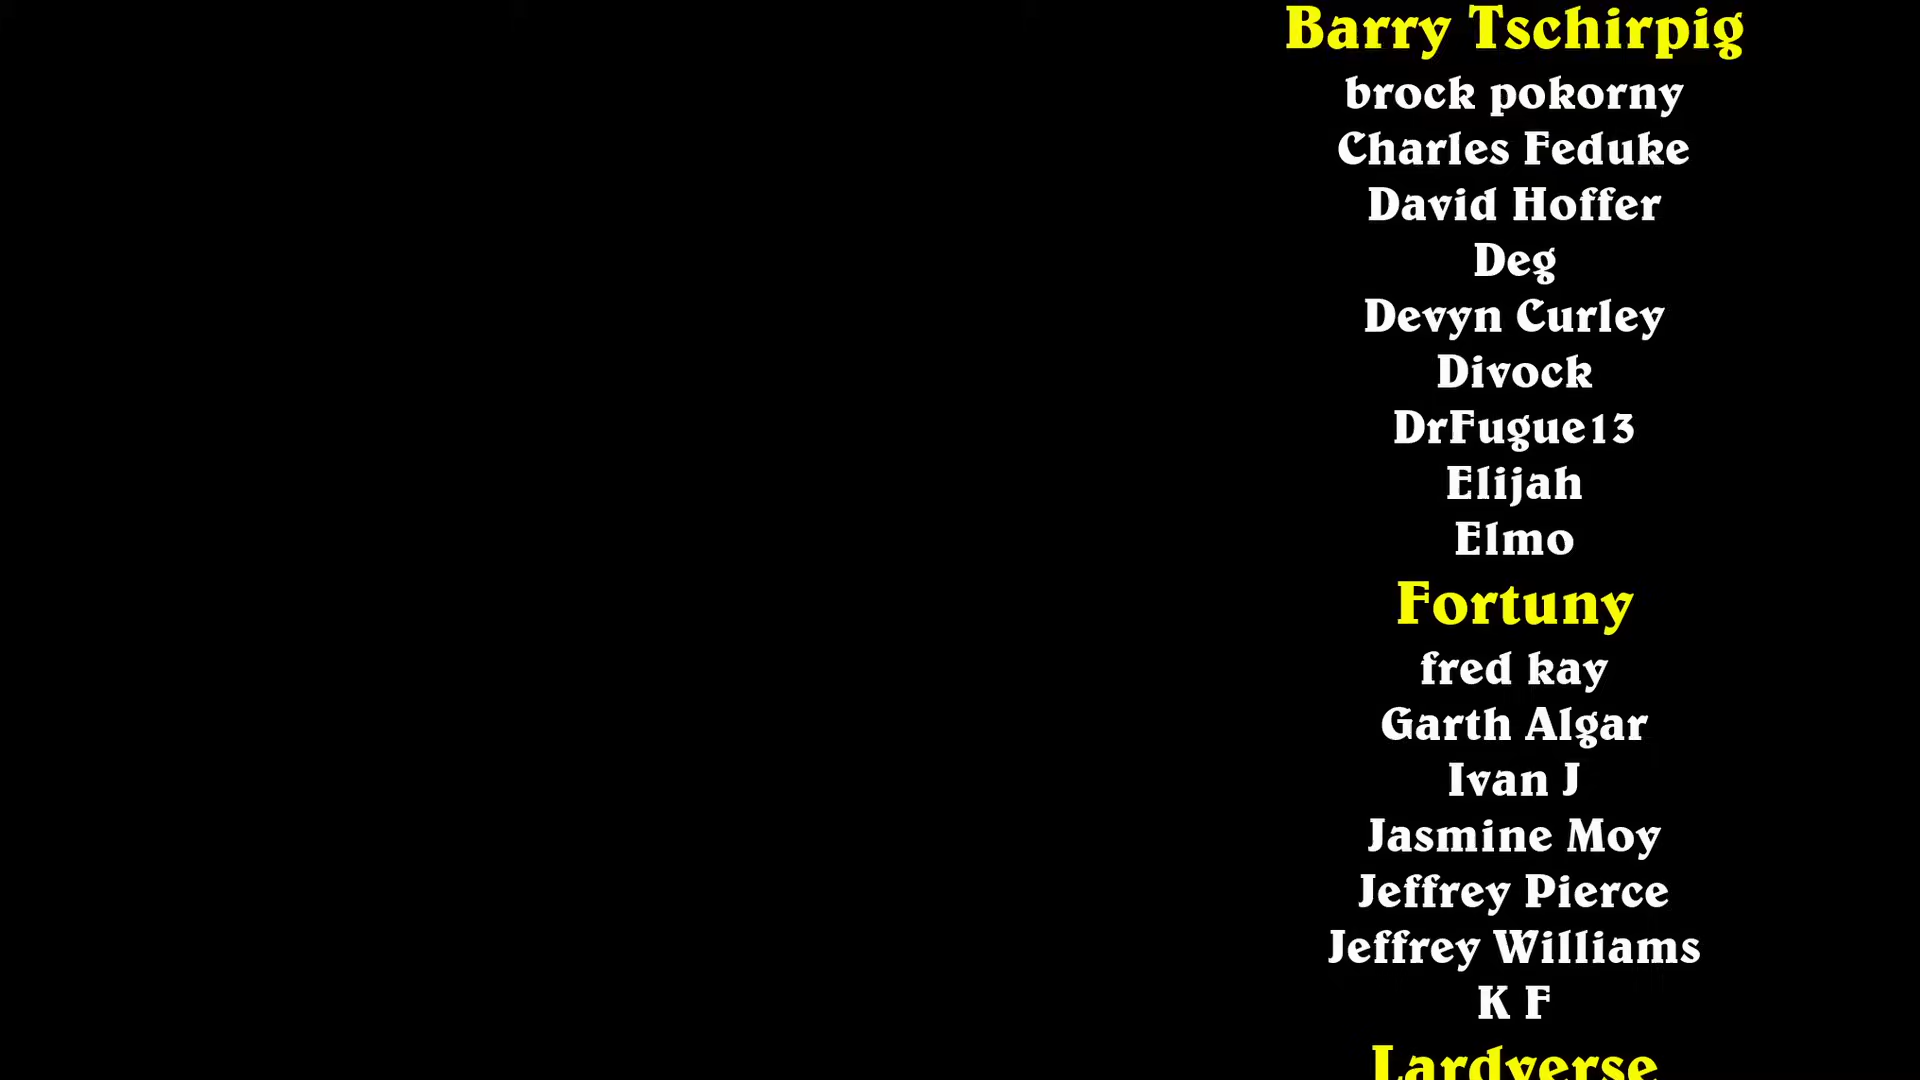 Barry Tschirpig
brock pokorny
Charles Feduke
David Hoffer
Deg
Devyn Curley
Divock
DrFugue13
Elijah
Elmo
Fortuny
fred kay
Garth Algar
Ivan J
Jasmine Moy
Jeffrey Pierce
Jeffrey Williams
K F
Lardverse